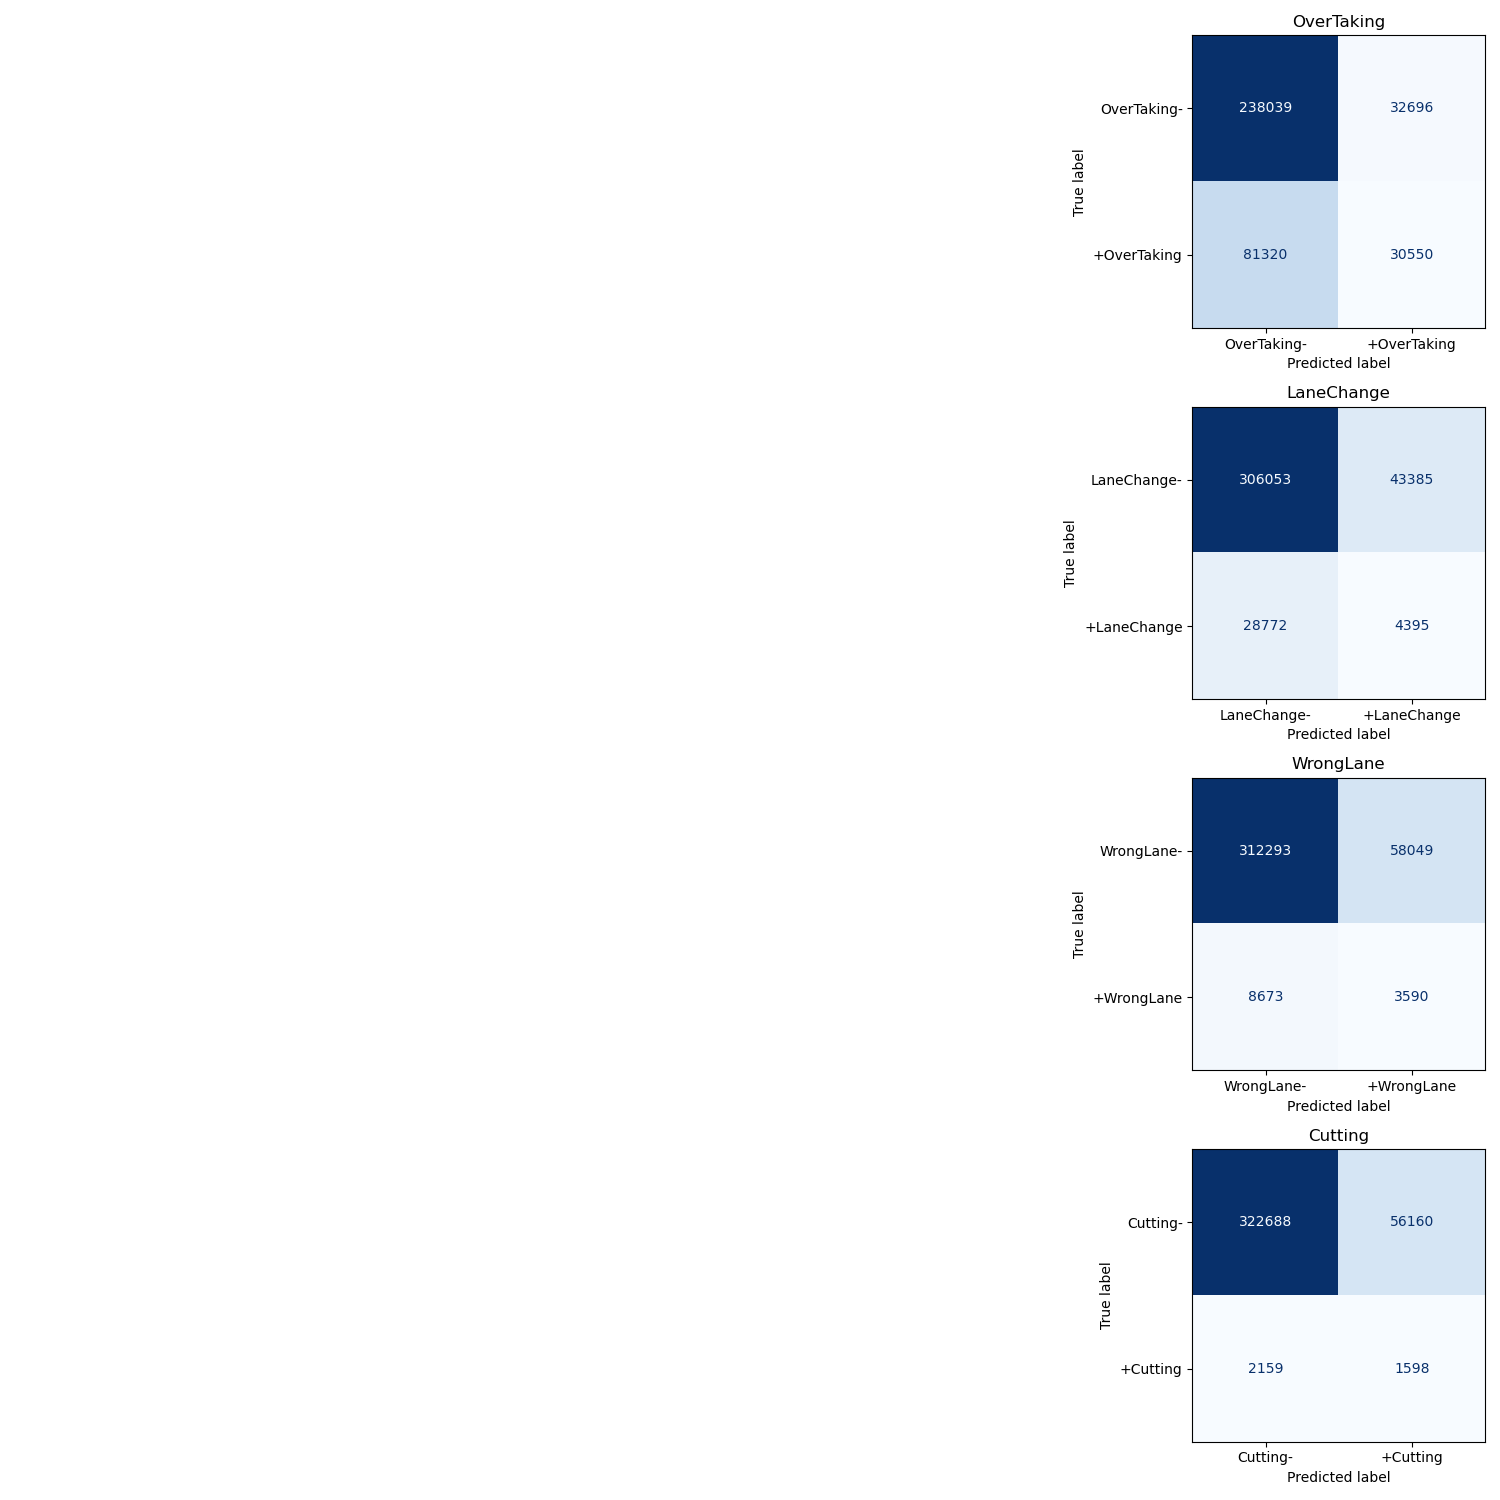 OverTaking
OverTaking-
238039
32696
True label
+OverTaking
81320
30550
OverTaking-
+OverTaking
Predicted label
LaneChange
LaneChange-
306053
43385
True label
+LaneChange
28772
4395
LaneChange-
+LaneChange
Predicted label
WrongLane
WrongLane-
312293
58049
True label
+WrongLane
8673
3590
WrongLane-
+WrongLane
Predicted label
Cutting
Cutting-
322688
56160
True label
+Cutting
2159
1598
Cutting-
+Cutting
Predicted label